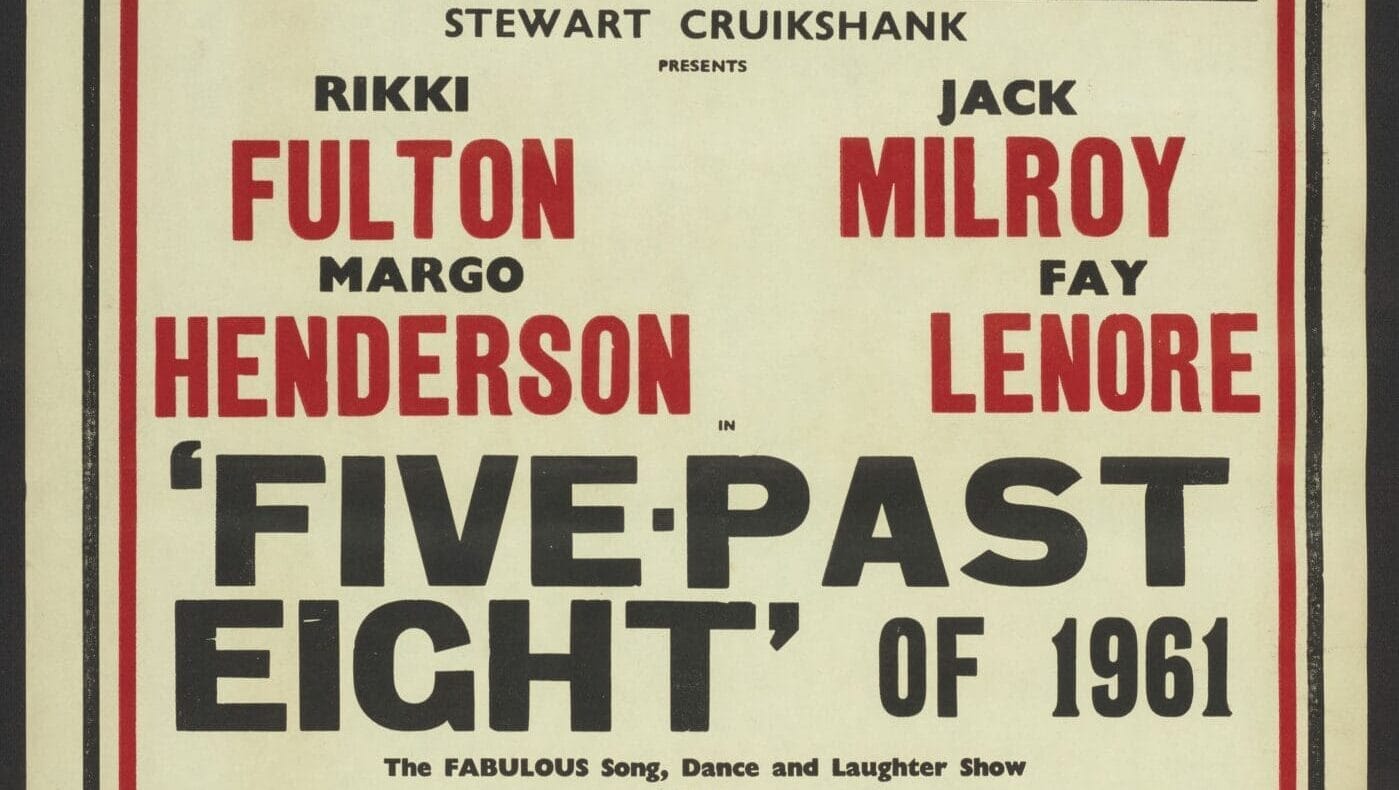 STEWART CRUIKSHANK
PRESENTS
RIKKI JACK
FULTON MILROY
MARGO FAY
HENDERSON LENORE
IN
‘FIVE·PAST
EIGHT’ OF 1961
The FABULOUS Song, Dance and Laughter Show